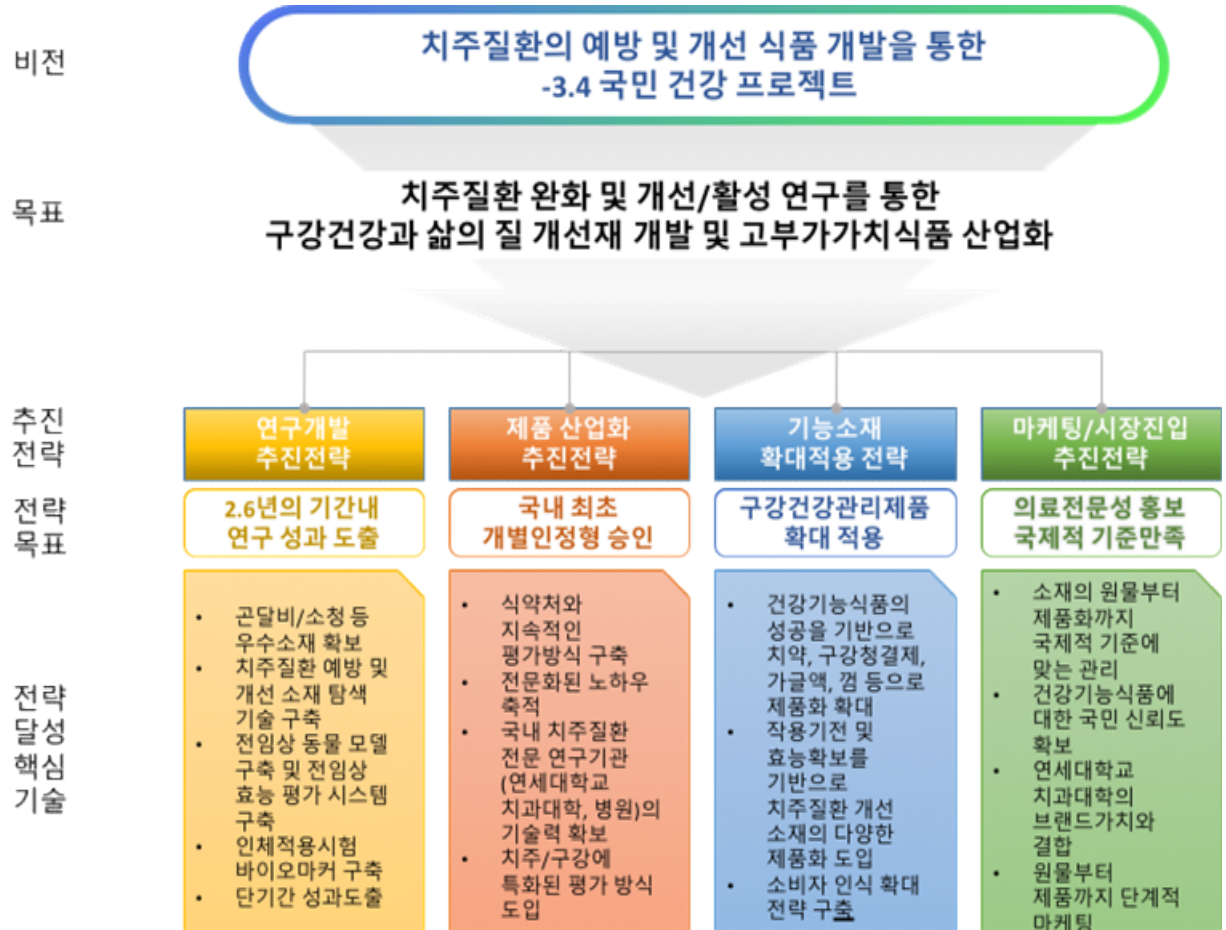 비전
치주질환의 예방 및 개선 식품 개발을 통한
-3.4 국민 건강 프로젝트
목표
치주질환 완화 및 개선/활성 연구를 통한
구강건강과 삶의 질 개선재 개발 및 고부가가치식품 산업화
추진
전략
연구개발
추진전략
제품 산업화
추진전략
기능소재
확대적용 전략
마케팅/시장진입
추진전략
전략
목표
2.6년의 기간내
연구 성과 도출
국내 최초
개별인정형 승인
구강건강관리제품
확대 적용
의료전문성 홍보
국제적 기준만족
전략
달성
핵심
기술
• 곤달비/소청 등
우수소재 확보
• 치주질환 예방 및
개선 소재 탐색
기술 구축
• 전임상 동물 모델
구축 및 전임상
효능 평가 시스템
구축
• 인체적용시험
바이오마커 구축
• 단기간 성과도출
• 식약처와
지속적인
평가방식 구축
• 전문화된 노하우
축적
• 국내 치주질환
전문 연구기관
(연세대학교
치과대학, 병원)의
기술력 확보
• 치주/구강에
특화된 평가 방식
도입
• 건강기능식품의
성공을 기반으로
치약, 구강청결제,
가글액, 껌 등으로
제품화 확대
• 작용기전 및
효능확보를
기반으로
치주질환 개선
소재의 다양한
제품화 도입
• 소비자 인식 확대
전략 구축
• 소재의 원물부터
제품화까지
국제적 기준에
맞는 관리
• 건강기능식품에
대한 국민 신뢰도
확보
• 연세대학교
치과대학의
브랜드가치와
결합
• 원물부터
제품까지 단계적
마케팅